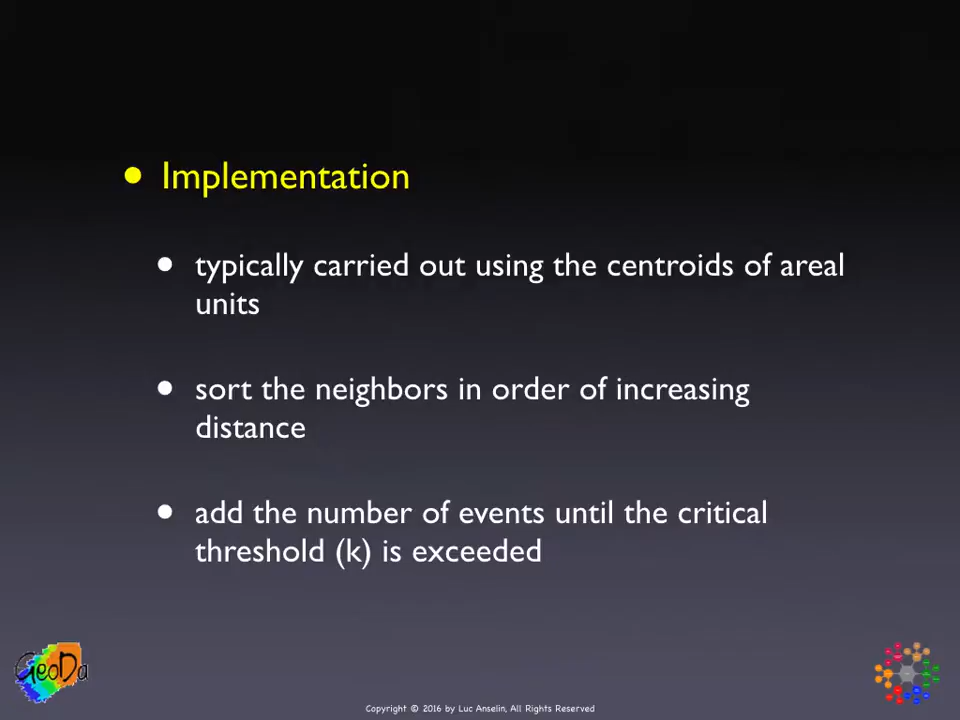 • Implementation
• typically carried out using the centroids of areal
units
• sort the neighbors in order of increasing
distance
• add the number of events until the critical
threshold (k) is exceeded
GeoDa
Copyright © 2016 by Luc Anselin, All Rights Reserved